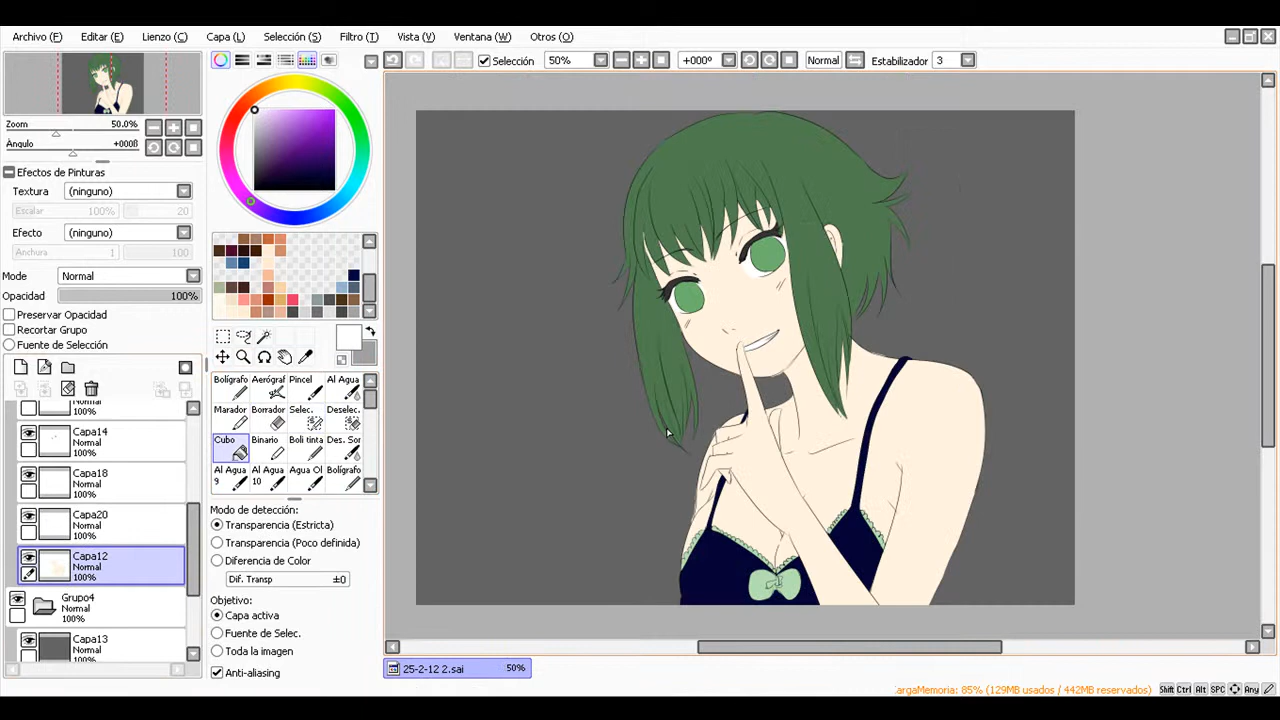 Archivo (F) Editar (E) Lienzo (C) Capa (L) Selección (S) Filtro (T) Vista (V) Ventana (W) Otros (O)
Selección 50% +000º Normal Estabilizador 3
Zoom 50.0%
Ángulo +000ß
Efectos de Pinturas
Textura (ninguno)
Escalar 100% 20
Efecto (ninguno)
Anchura 1 100
Modo Normal
Opacidad 100%
Preservar Opacidad
Recortar Grupo
Fuente de Selección
100%
Capa14
Normal
100%
Capa18
Normal
100%
Capa20
Normal
100%
Capa12
Normal
100%
Grupo4
Normal
100%
Capa13
Normal
100%
Bolígrafo Aerógraf Pincel Al Agua
Marador Borrador Selec. Deselec.
Cubo Binario Boli tinta Des. Sor
Al Agua 9 Al Agua 10 Agua Ol Bolígrafo
Modo de detección:
Transparencia (Estricta)
Transparencia (Poco definida)
Diferencia de Color
Dif. Transp ±0
Objetivo:
Capa activa
Fuente de Selec.
Toda la imagen
Anti-aliasing
25-2-12 2.sai 50%
argaMemoria: 85% (129MB usados / 442MB reservados)
Shift Ctrl Alt SPC Any